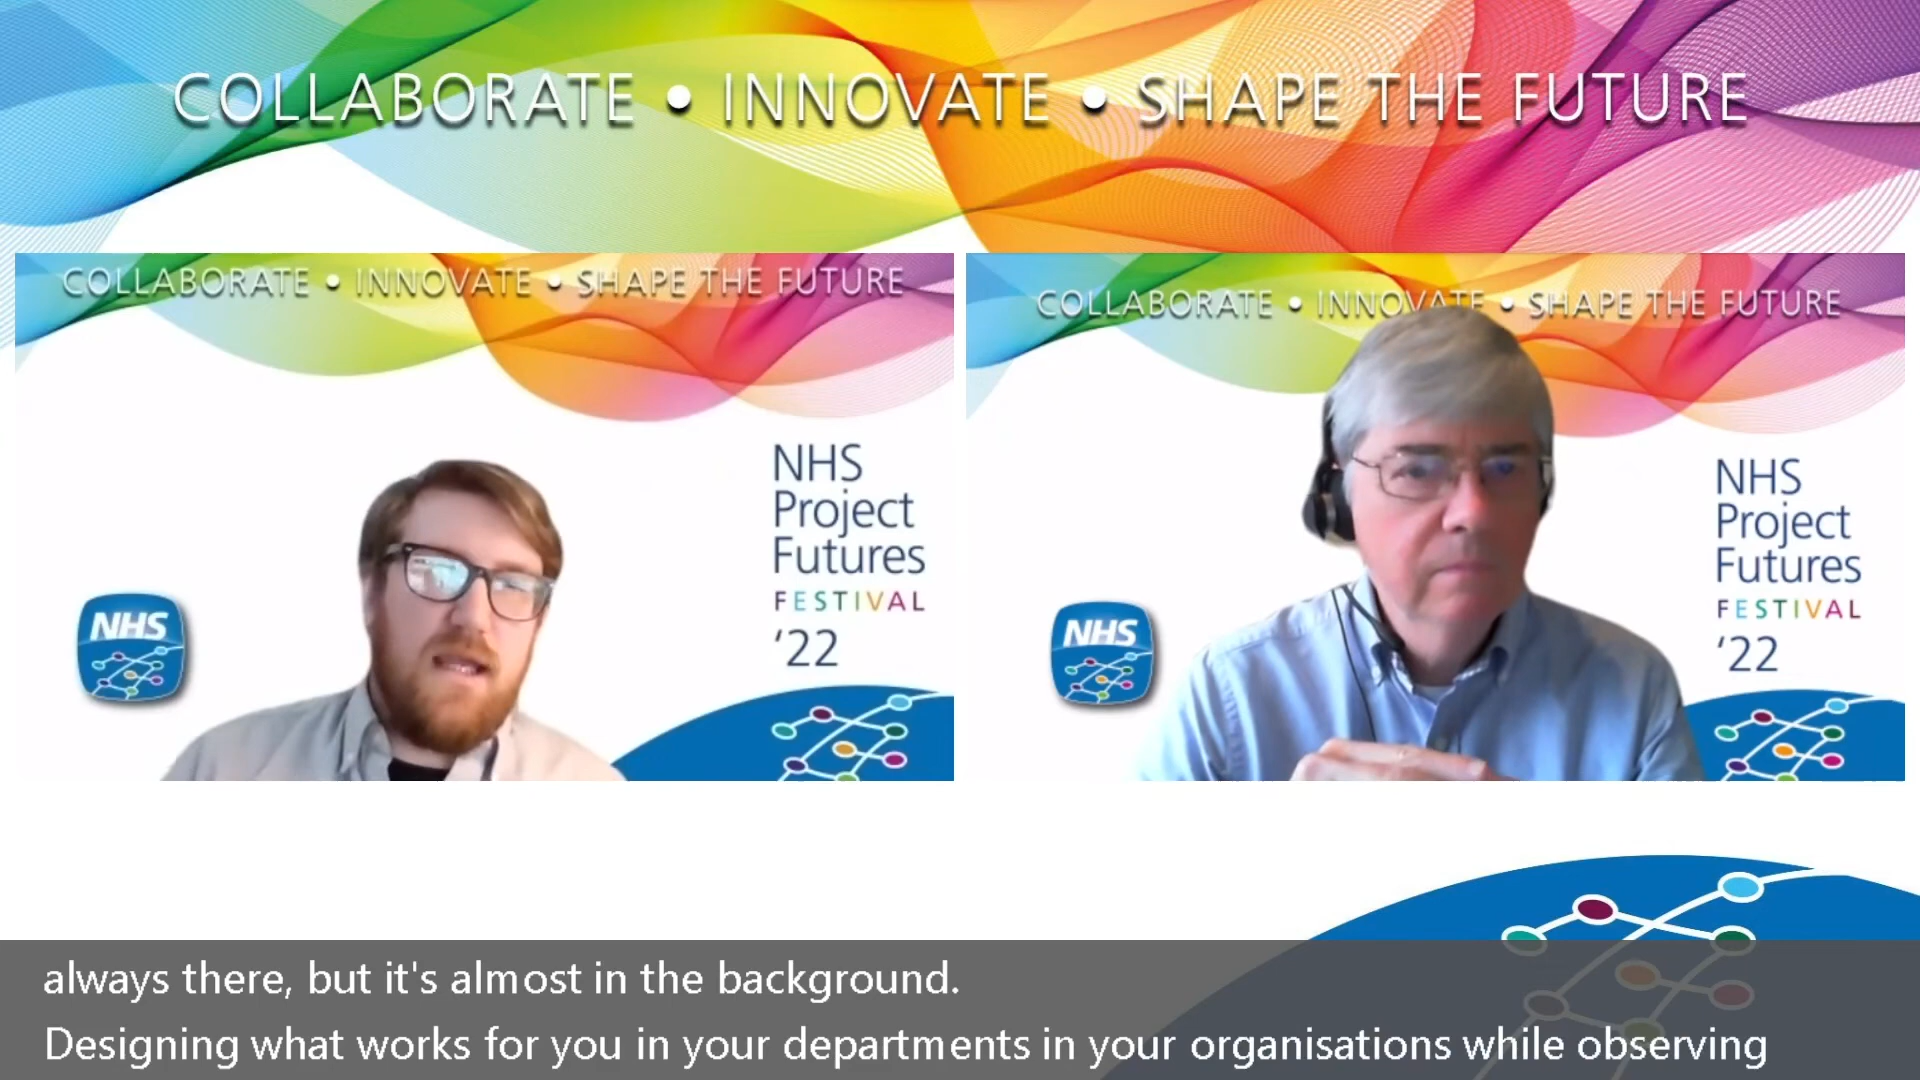 COLLABORATE • INNOVATE • SHAPE THE FUTURE
COLLABORATE • INNOVATE • SHAPE THE FUTURE
NHS
Project
Futures
FESTIVAL
'22
NHS
COLLABORATE • INNOVATE • SHAPE THE FUTURE
NHS
Project
Futures
FESTIVAL
'22
NHS
always there, but it's almost in the background.
Designing what works for you in your departments in your organisations while observing